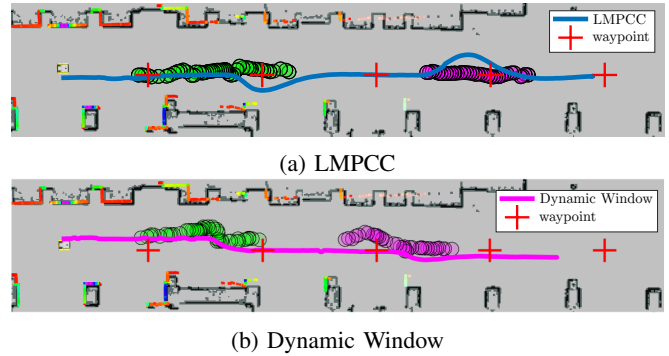 LMPCC
waypoint
(a) LMPCC
Dynamic Window
waypoint
(b) Dynamic Window